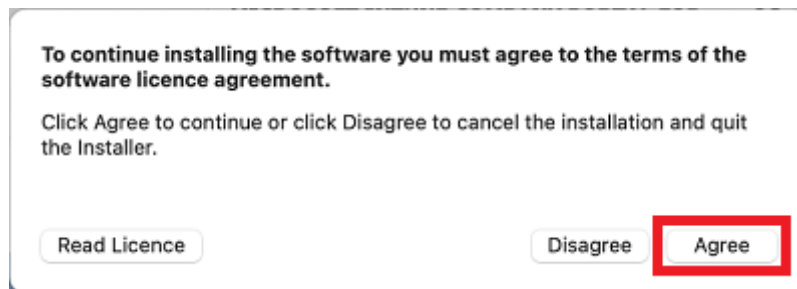 To continue installing the software you must agree to the terms of the
software licence agreement.
Click Agree to continue or click Disagree to cancel the installation and quit
the Installer.
Read Licence
Disagree
Agree